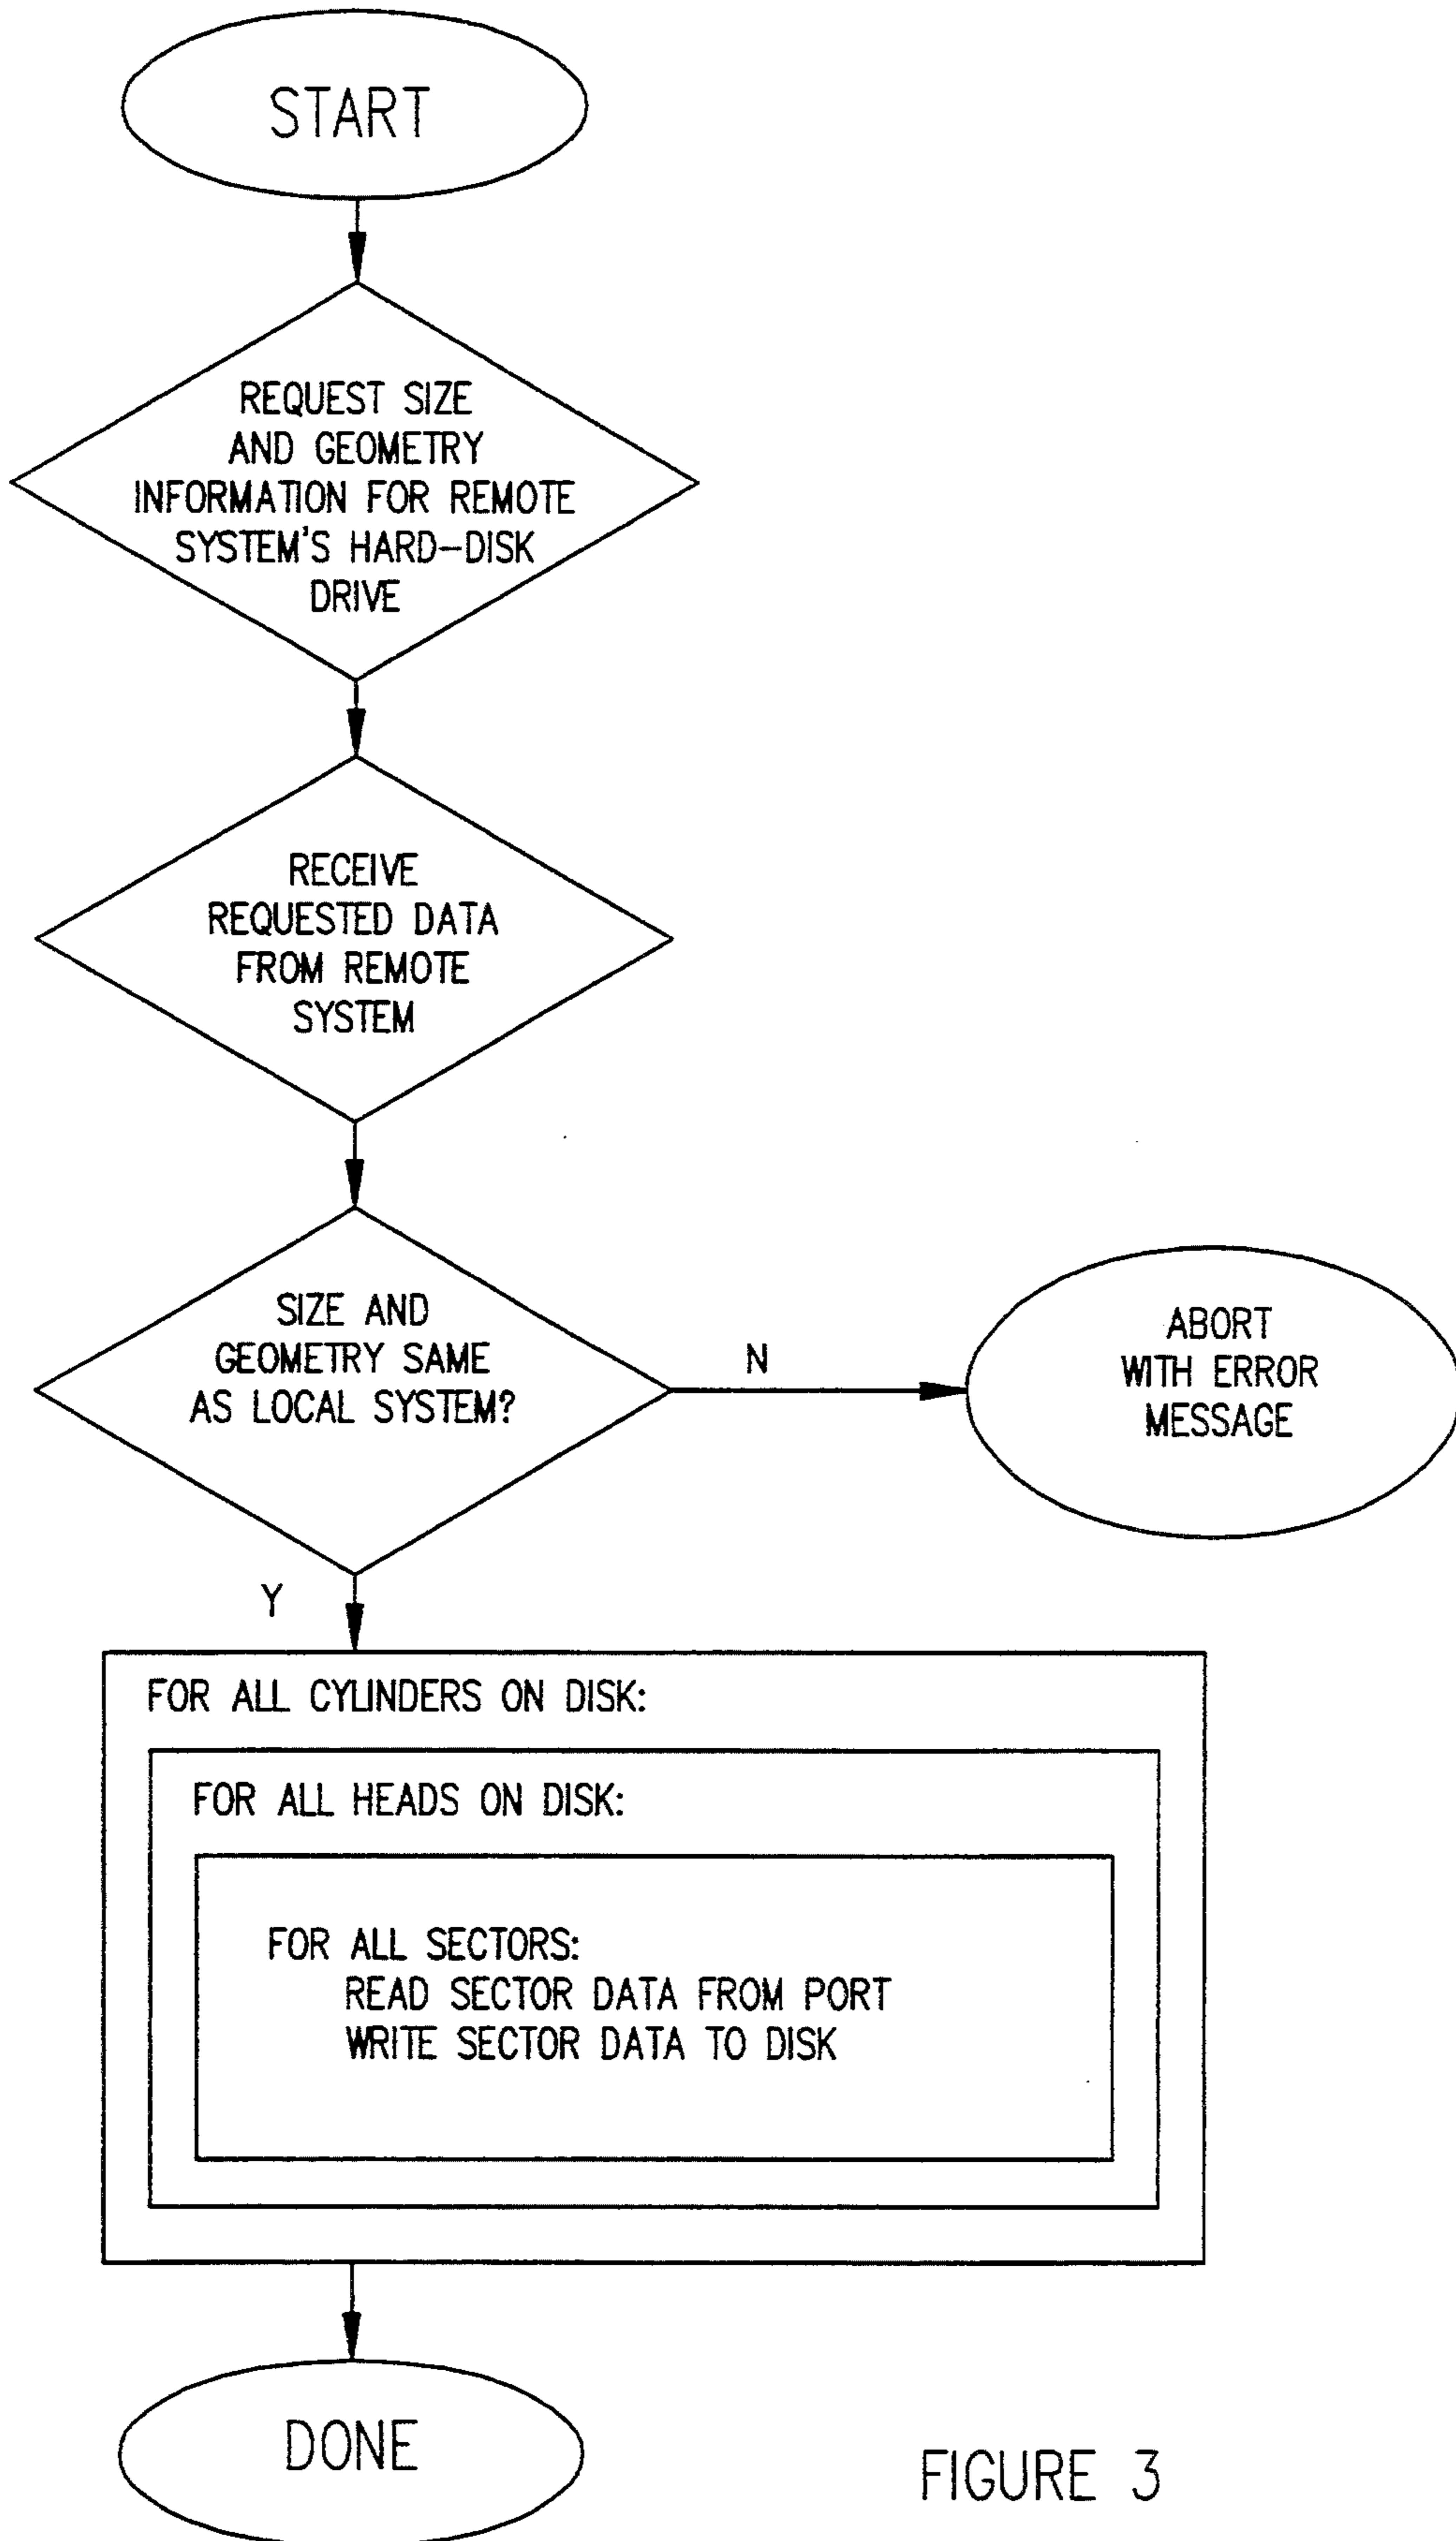 START
REQUEST SIZE
AND GEOMETRY
INFORMATION FOR REMOTE
SYSTEM'S HARD-DISK
DRIVE
RECEIVE
REQUESTED DATA
FROM REMOTE
SYSTEM
SIZE AND
GEOMETRY SAME
AS LOCAL SYSTEM?
N
ABORT
WITH ERROR
MESSAGE
Y
FOR ALL CYLINDERS ON DISK:
FOR ALL HEADS ON DISK:
FOR ALL SECTORS:
READ SECTOR DATA FROM PORT
WRITE SECTOR DATA TO DISK
DONE
FIGURE 3